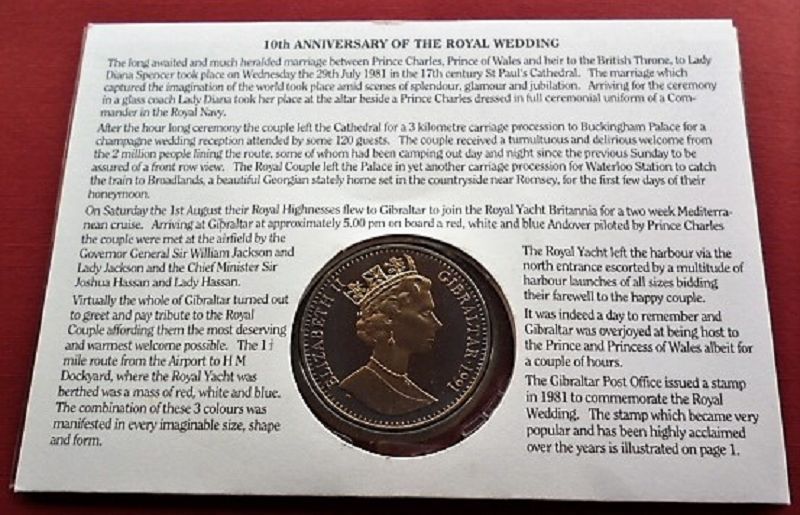 10th ANNIVERSARY OF THE ROYAL WEDDING
The long awaited and much heralded marriage between Prince Charles, Prince of Wales and heir to the British Throne, to Lady
Diana Spencer took place on Wednesday the 29th July 1981 in the 17th century St Paul's Cathedral. The marriage which
captured the imagination of the world took place amid scenes of splendour, glamour and jubilation. Arriving for the ceremony
in a glass coach Lady Diana took her place at the altar beside a Prince Charles dressed in full ceremonial uniform of a Com-
mander in the Royal Navy.
After the hour long ceremony the couple left the Cathedral for a 3 kilometre carriage procession to Buckingham Palace for a
champagne wedding reception attended by some 120 guests. The couple received a tumultuous and delirious welcome from
the 2 million people lining the route, some of whom had been camping out day and night since the previous Sunday to be
assured of a front row view. The Royal Couple left the Palace in yet another carriage procession for Waterloo Station to catch
the train to Broadlands, a beautiful Georgian stately home set in the countryside near Romsey, for the first few days of their
honeymoon.
On Saturday the 1st August their Royal Highnesses flew to Gibraltar to join the Royal Yacht Britannia for a two week Mediterra-
nean cruise. Arriving at Gibraltar at approximately 5.00 pm on board a red, white and blue Andover piloted by Prince Charles
the couple were met at the airfield by the
Governor General Sir William Jackson and
Lady Jackson and the Chief Minister Sir
Joshua Hassan and Lady Hassan.
Virtually the whole of Gibraltar turned out
to greet and pay tribute to the Royal
Couple affording them the most deserving
and warmest welcome possible. The 1½
mile route from the Airport to H M
Dockyard, where the Royal Yacht was
berthed was a mass of red, white and blue.
The combination of these 3 colours was
manifested in every imaginable size, shape
and form.
ELIZABETH II
GIBRALTAR 1991
The Royal Yacht left the harbour via the
north entrance escorted by a multitude of
harbour launches of all sizes bidding
their farewell to the happy couple.
It was indeed a day to remember and
Gibraltar was overjoyed at being host to
the Prince and Princess of Wales albeit for
a couple of hours.
The Gibraltar Post Office issued a stamp
in 1981 to commemorate the Royal
Wedding. The stamp which became very
popular and has been highly acclaimed
over the years is illustrated on page 1.